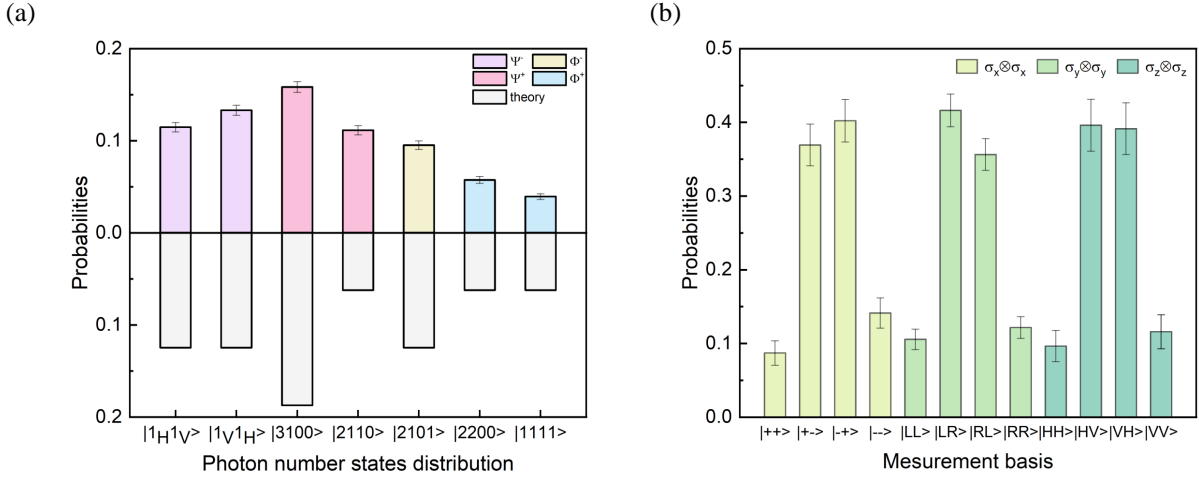 (a)
0.2
0.1
0.0
0.1
0.2
Probabilities
Ψ- Φ-
Ψ+ Φ+
theory
|1H1V> |1V1H> |3100> |2110> |2101> |2200> |1111>
Photon number states distribution
(b)
0.5
0.4
0.3
0.2
0.1
0.0
Probabilities
σx⊗σx σy⊗σy σz⊗σz
|++> |+-> |-+> |--> |LL> |LR> |RL> |RR> |HH> |HV> |VH> |VV>
Mesurement basis